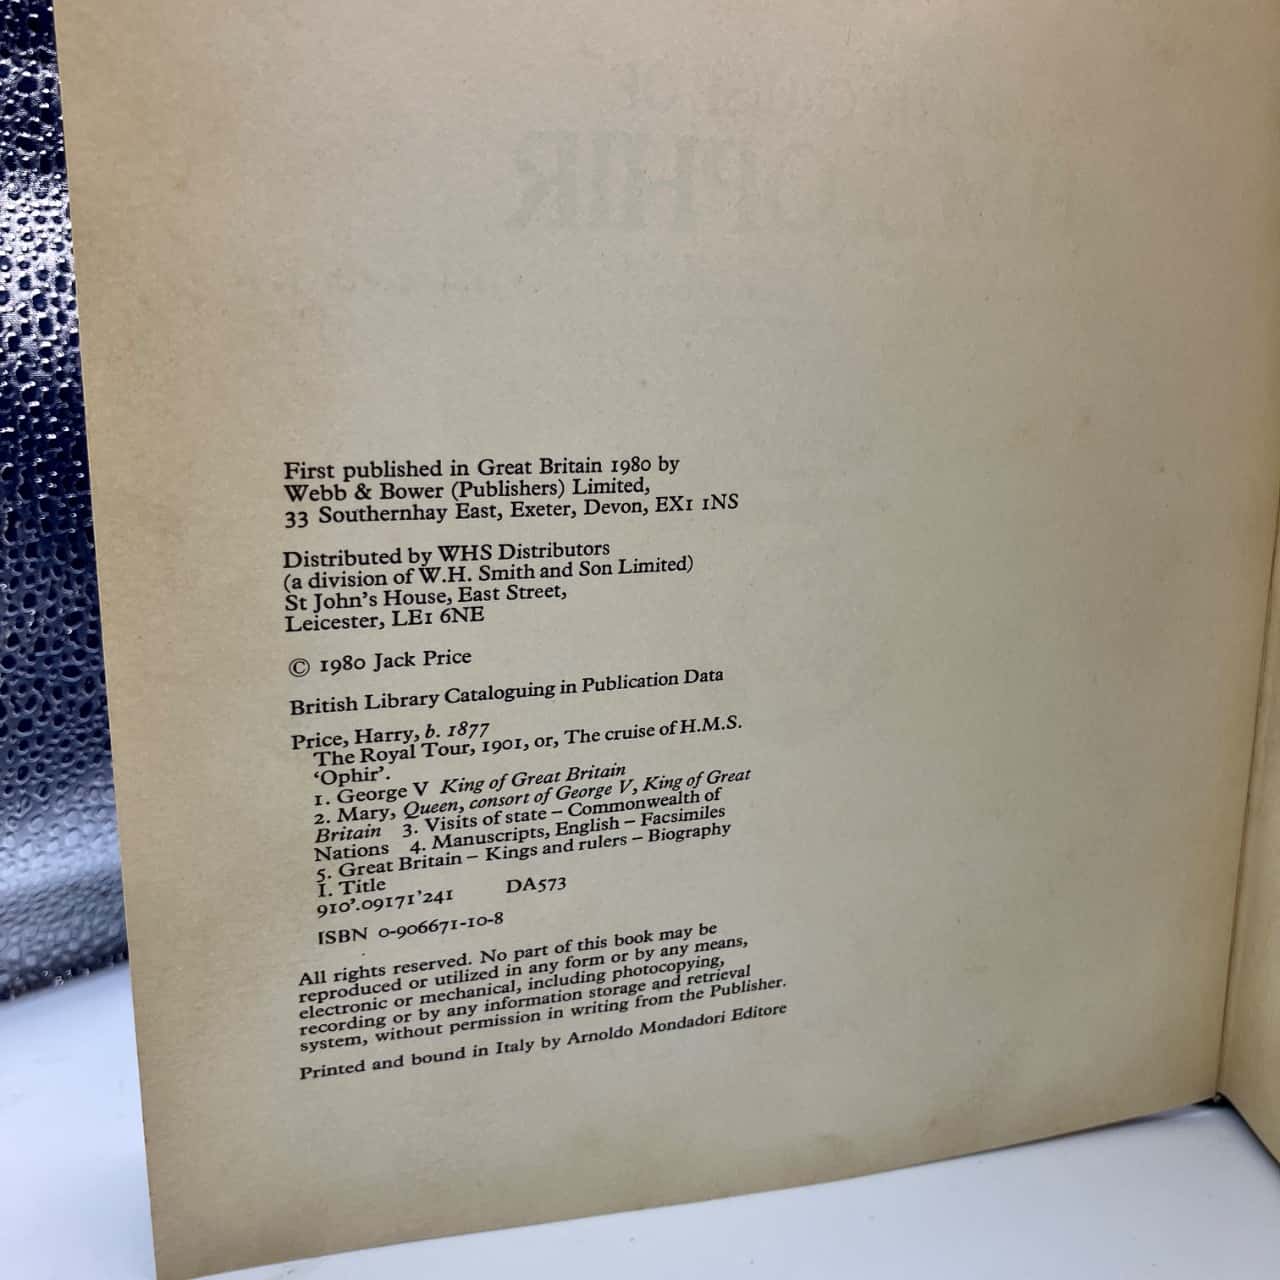 First published in Great Britain 1980 by
Webb & Bower (Publishers) Limited,
33 Southernhay East, Exeter, Devon, EX1 1NS
Distributed by WHS Distributors
(a division of W.H. Smith and Son Limited)
St John's House, East Street,
Leicester, LE1 6NE
© 1980 Jack Price
British Library Cataloguing in Publication Data
Price, Harry, b. 1877
The Royal Tour, 1901, or, The cruise of H.M.S.
‘Ophir’.
1. George V King of Great Britain
2. Mary, Queen, consort of George V, King of Great
Britain 3. Visits of state – Commonwealth of
Nations 4. Manuscripts, English – Facsimiles
5. Great Britain – Kings and rulers – Biography
I. Title
910'.09171'241 DA573
ISBN 0-906671-10-8
All rights reserved. No part of this book may be
reproduced or utilized in any form or by any means,
electronic or mechanical, including photocopying,
recording or by any information storage and retrieval
system, without permission in writing from the Publisher.
Printed and bound in Italy by Arnoldo Mondadori Editore